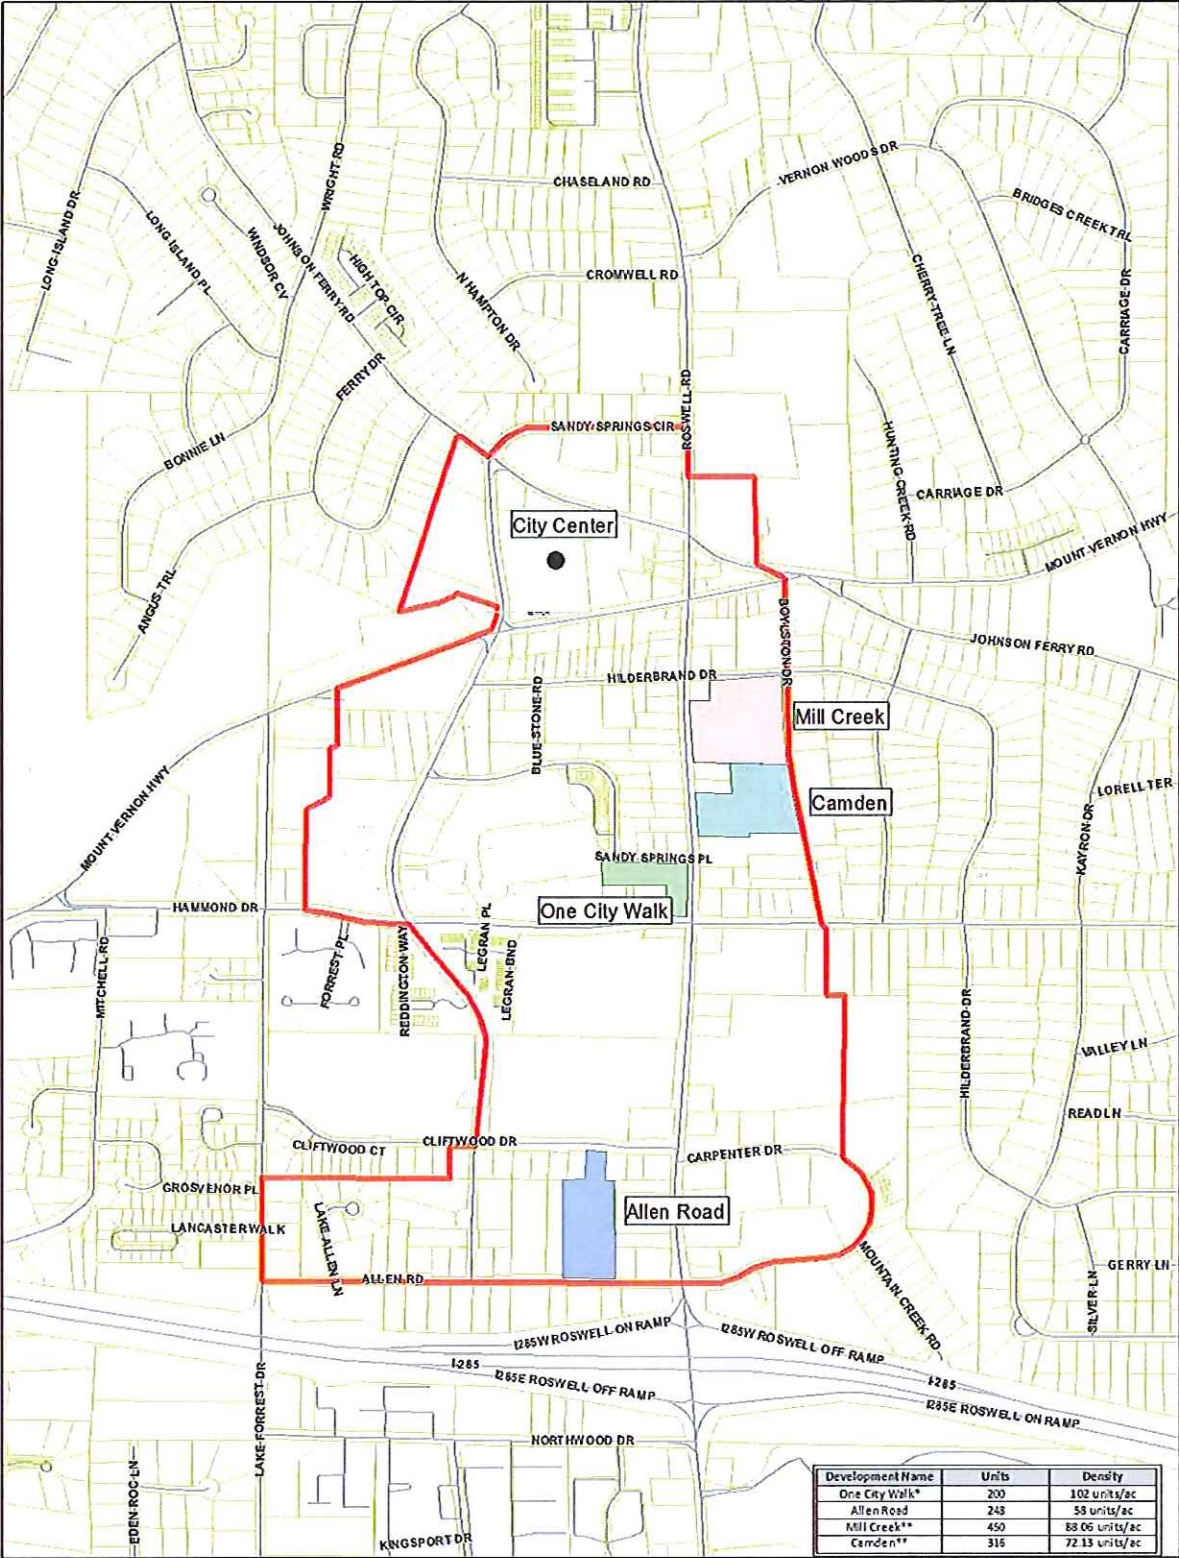 CHASELAND RD
VERNON WOODS DR
BRIDGES CREEK TRL
LONG ISLAND DR
LONG ISLAND PL
WRIGHT RD
WINDSOR CV
JOHNSON FERRY RD
HIGH TOP CIR
N HAMPTON DR
CROMWELL RD
CHERRY TREE LN
CARRIAGE DR
FERRY DR
ROSWELL RD
SANDY SPRINGS CIR
BONNIE LN
HUNTING CREEK RD
CARRIAGE DR
City Center
MOUNT VERNON HWY
ANGUS TRL
BOYLSTON DR
JOHNSON FERRY RD
HILDERBRAND DR
BLUE STONE RD
Mill Creek
Camden
LORELL TER
MOUNT VERNON HWY
KAYRON DR
SANDY SPRINGS PL
HAMMOND DR
One City Walk
MITCHELL RD
FORREST PL
REDDINGTON WAY
LEGRAN PL
LEGRAN BND
HILDERBRAND DR
VALLEY LN
READ LN
CLIFTWOOD CT
CLIFTWOOD DR
CARPENTER DR
GROSVENOR PL
LANCASTER WALK
LAKE ALLEN LN
Allen Road
ALLEN RD
MOUNTAIN CREEK RD
GERRY LN
SILVER LN
I285W ROSWELL ON RAMP
I285W ROSWELL OFF RAMP
I-285
I-285
I285E ROSWELL OFF RAMP
I285E ROSWELL ON RAMP
LAKE FORREST DR
NORTHWOOD DR
EDEN ROC LN
KINGSPORT DR
Development Name Units Density
One City Walk* 200 102 units/ac
Allen Road 248 58 units/ac
Mill Creek** 450 88.06 units/ac
Camden** 316 72.13 units/ac